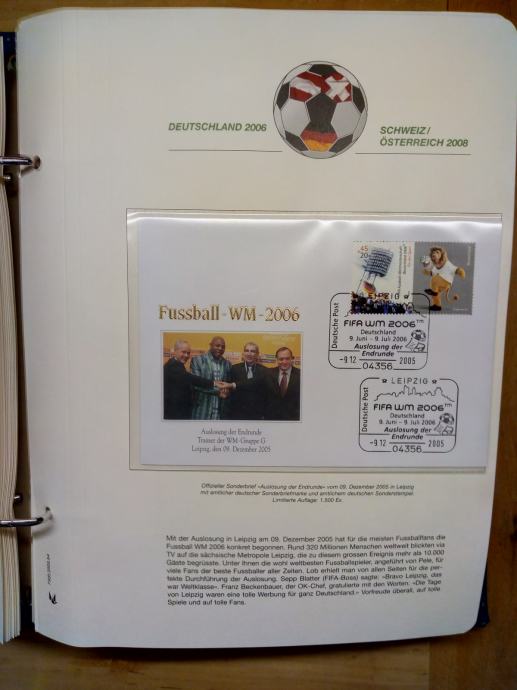 DEUTSCHLAND 2006
SCHWEIZ/
ÖSTERREICH 2008
45
Fussball-WM-2006
Auslosung der Endrunde
Trainer der WM-Gruppe G
Leipzig, den 09. Dezember 2005
Deutsche Post
LEIPZIG
FIFA WM 2006™
Deutschland
9. Juni - 9. Juli 2006
Auslosung der
Endrunde
-9.12 2005
04356
Deutsche Post
LEIPZIG
FIFA WM 2006™
Deutschland
9. Juni - 9. Juli 2006
Auslosung der
Endrunde
-9.12 2005
04356
Offizieller Sonderbrief «Auslosung der Endrunde» vom 09. Dezember 2005 in Leipzig
mit amtlicher deutscher Sonderbriefmarke und amtlichem deutschen Sonderstempel.
Limitierte Auflage: 1.500 Ex.
Mit der Auslosung in Leipzig am 09. Dezember 2005 hat für die meisten Fussballfans die
Fussball WM 2006 konkret begonnen. Rund 320 Millionen Menschen weltweit blickten via
TV auf die sächsische Metropole Leipzig, die zu diesem grossen Ereignis mehr als 10.000
Gäste begrüsste. Unter ihnen die wohl weltbesten Fussballspieler, angeführt von Pele, für
viele Fans der beste Fussballer aller Zeiten. Lob erhielt man von allen Seiten für die per-
fekte Durchführung der Auslosung. Sepp Blatter (FIFA-Boss) sagte: «Bravo Leipzig, das
war Weltklasse». Franz Beckenbauer, der OK-Chef, gratulierte mit den Worten: «Die Tage
von Leipzig waren eine tolle Werbung für ganz Deutschland.» Vorfreude überall, auf tolle
Spiele und auf tolle Fans.